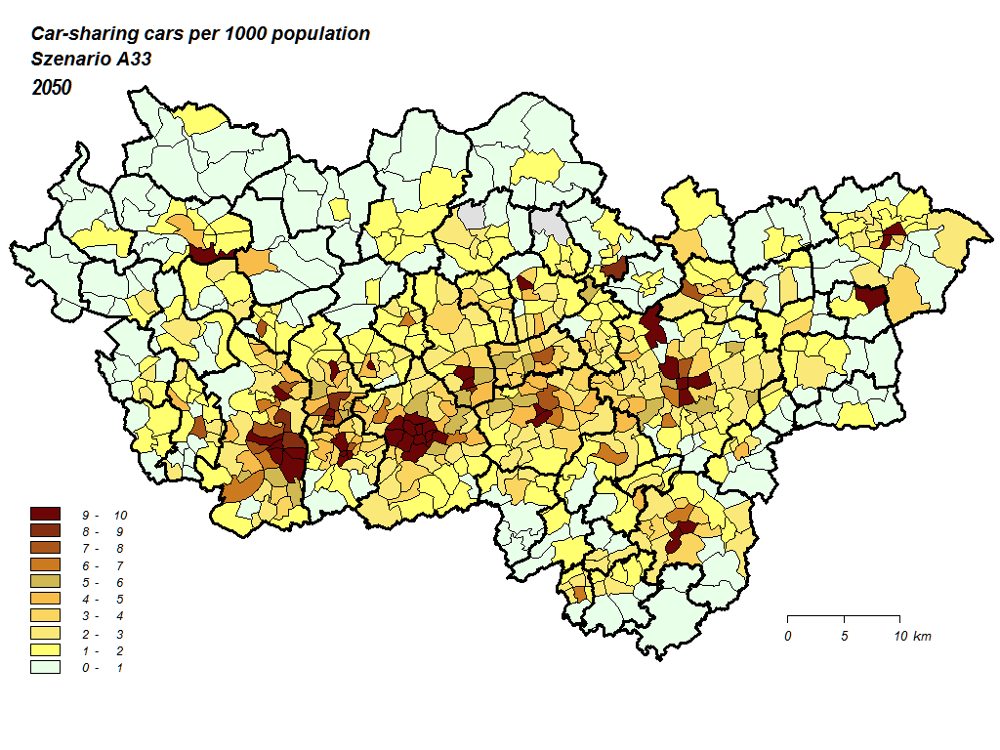 Car-sharing cars per 1000 population
Szenario A33
2050
9 - 10
8 - 9
7 - 8
6 - 7
5 - 6
4 - 5
3 - 4
2 - 3
1 - 2
0 - 1
0 5 10 km